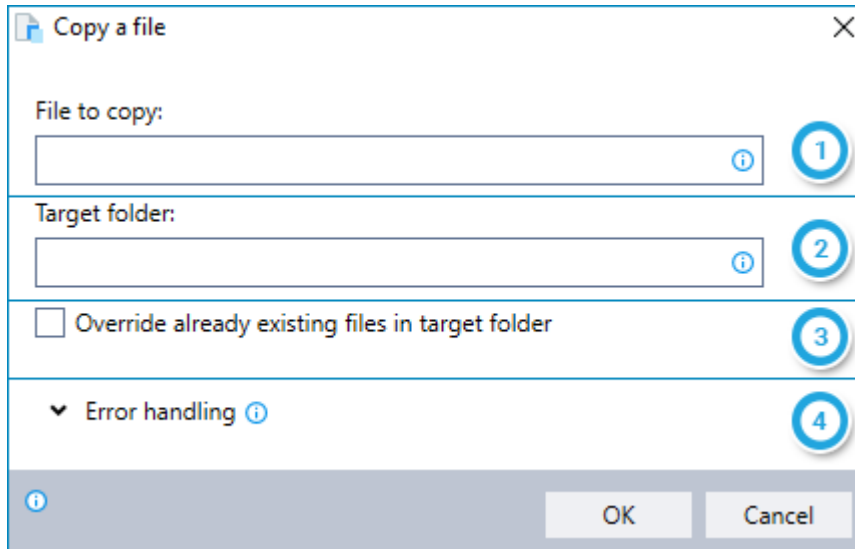 Copy a file
File to copy:
1
Target folder:
2
Override already existing files in target folder
3
Error handling
4
OK Cancel